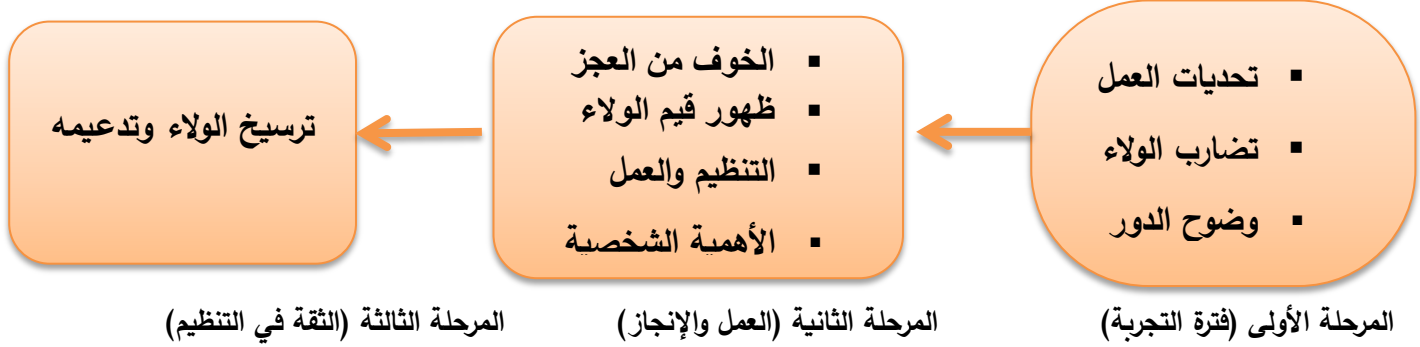 ▪ تحديات العمل
▪ تضارب الولاء
▪ وضوح الدور
▪ الخوف من العجز
▪ ظهور قيم الولاء
▪ التنظيم والعمل
▪ الأهمية الشخصية
ترسيخ الولاء وتدعيمه
المرحلة الأولى (فترة التجربة)
المرحلة الثانية (العمل والإنجاز)
المرحلة الثالثة (الثقة في التنظيم)